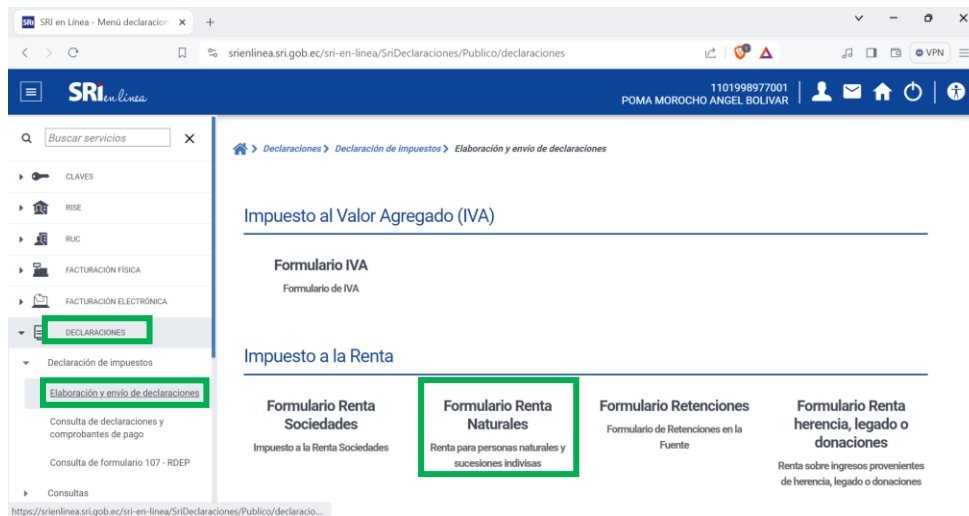 SRI en Línea - Menú declaracion
srienlinea.sri.gob.ec/sri-en-linea/SriDeclaraciones/Publico/declaraciones
VPN
SRI en línea
1101998977001
POMA MOROCHO ANGEL BOLIVAR
Buscar servicios
CLAVES
RISE
RUC
FACTURACIÓN FÍSICA
FACTURACIÓN ELECTRÓNICA
DECLARACIONES
Declaración de impuestos
Elaboración y envío de declaraciones
Consulta de declaraciones y
comprobantes de pago
Consulta de formulario 107 - RDEP
Consultas
https://srienlinea.sri.gob.ec/sri-en-linea/SriDeclaraciones/Publico/declaracio...
Declaraciones > Declaración de impuestos > Elaboración y envío de declaraciones
Impuesto al Valor Agregado (IVA)
Formulario IVA
Formulario de IVA
Impuesto a la Renta
Formulario Renta
Sociedades
Impuesto a la Renta Sociedades
Formulario Renta
Naturales
Renta para personas naturales y
sucesiones indivisas
Formulario Retenciones
Formulario de Retenciones en la
Fuente
Formulario Renta
herencia, legado o
donaciones
Renta sobre ingresos provenientes
de herencia, legado o donaciones